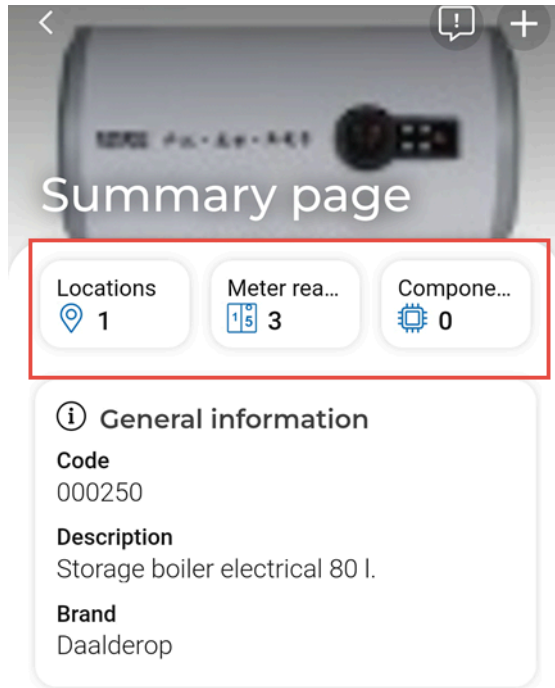 Summary page
Locations
1
Meter rea...
3
Compone...
0
General information
Code
000250
Description
Storage boiler electrical 80 l.
Brand
Daalderop